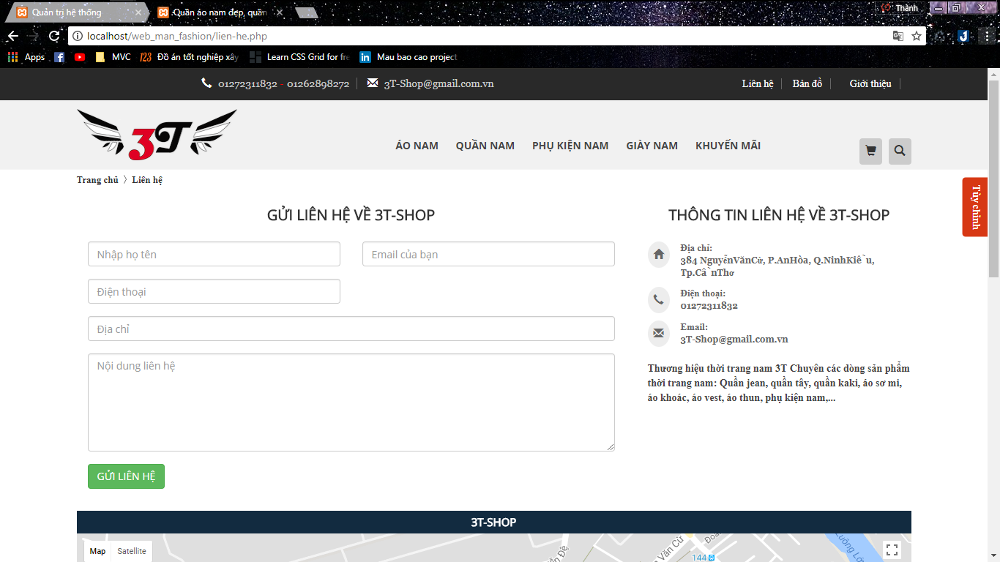 Quản trị hệ thống
Quần áo nam đẹp, quần
Thành
localhost/web_man_fashion/lien-he.php
Apps
MVC
123 Đồ án tốt nghiệp xây
Learn CSS Grid for fre
in Mau bao cao project
01272311832 - 01262898272
3T-Shop@gmail.com.vn
Liên hệ
Bản đồ
Giới thiệu
3T
ÁO NAM
QUẦN NAM
PHỤ KIỆN NAM
GIÀY NAM
KHUYẾN MÃI
Trang chủ 〉 Liên hệ
Tùy chỉnh
GỬI LIÊN HỆ VỀ 3T-SHOP
Nhập họ tên
Email của bạn
Điện thoại
Địa chỉ
Nội dung liên hệ
GỬI LIÊN HỆ
THÔNG TIN LIÊN HỆ VỀ 3T-SHOP
Địa chỉ:
384 NguyễnVănCừ, P.AnHòa, Q.NinhKiều,
Tp.CầnThơ
Điện thoại:
01272311832
Email:
3T-Shop@gmail.com.vn
Thương hiệu thời trang nam 3T Chuyên các dòng sản phẩm
thời trang nam: Quần jean, quần tây, quần kaki, áo sơ mi,
áo khoác, áo vest, áo thun, phụ kiện nam,...
3T-SHOP
Map
Satellite
Văn Cừ
144